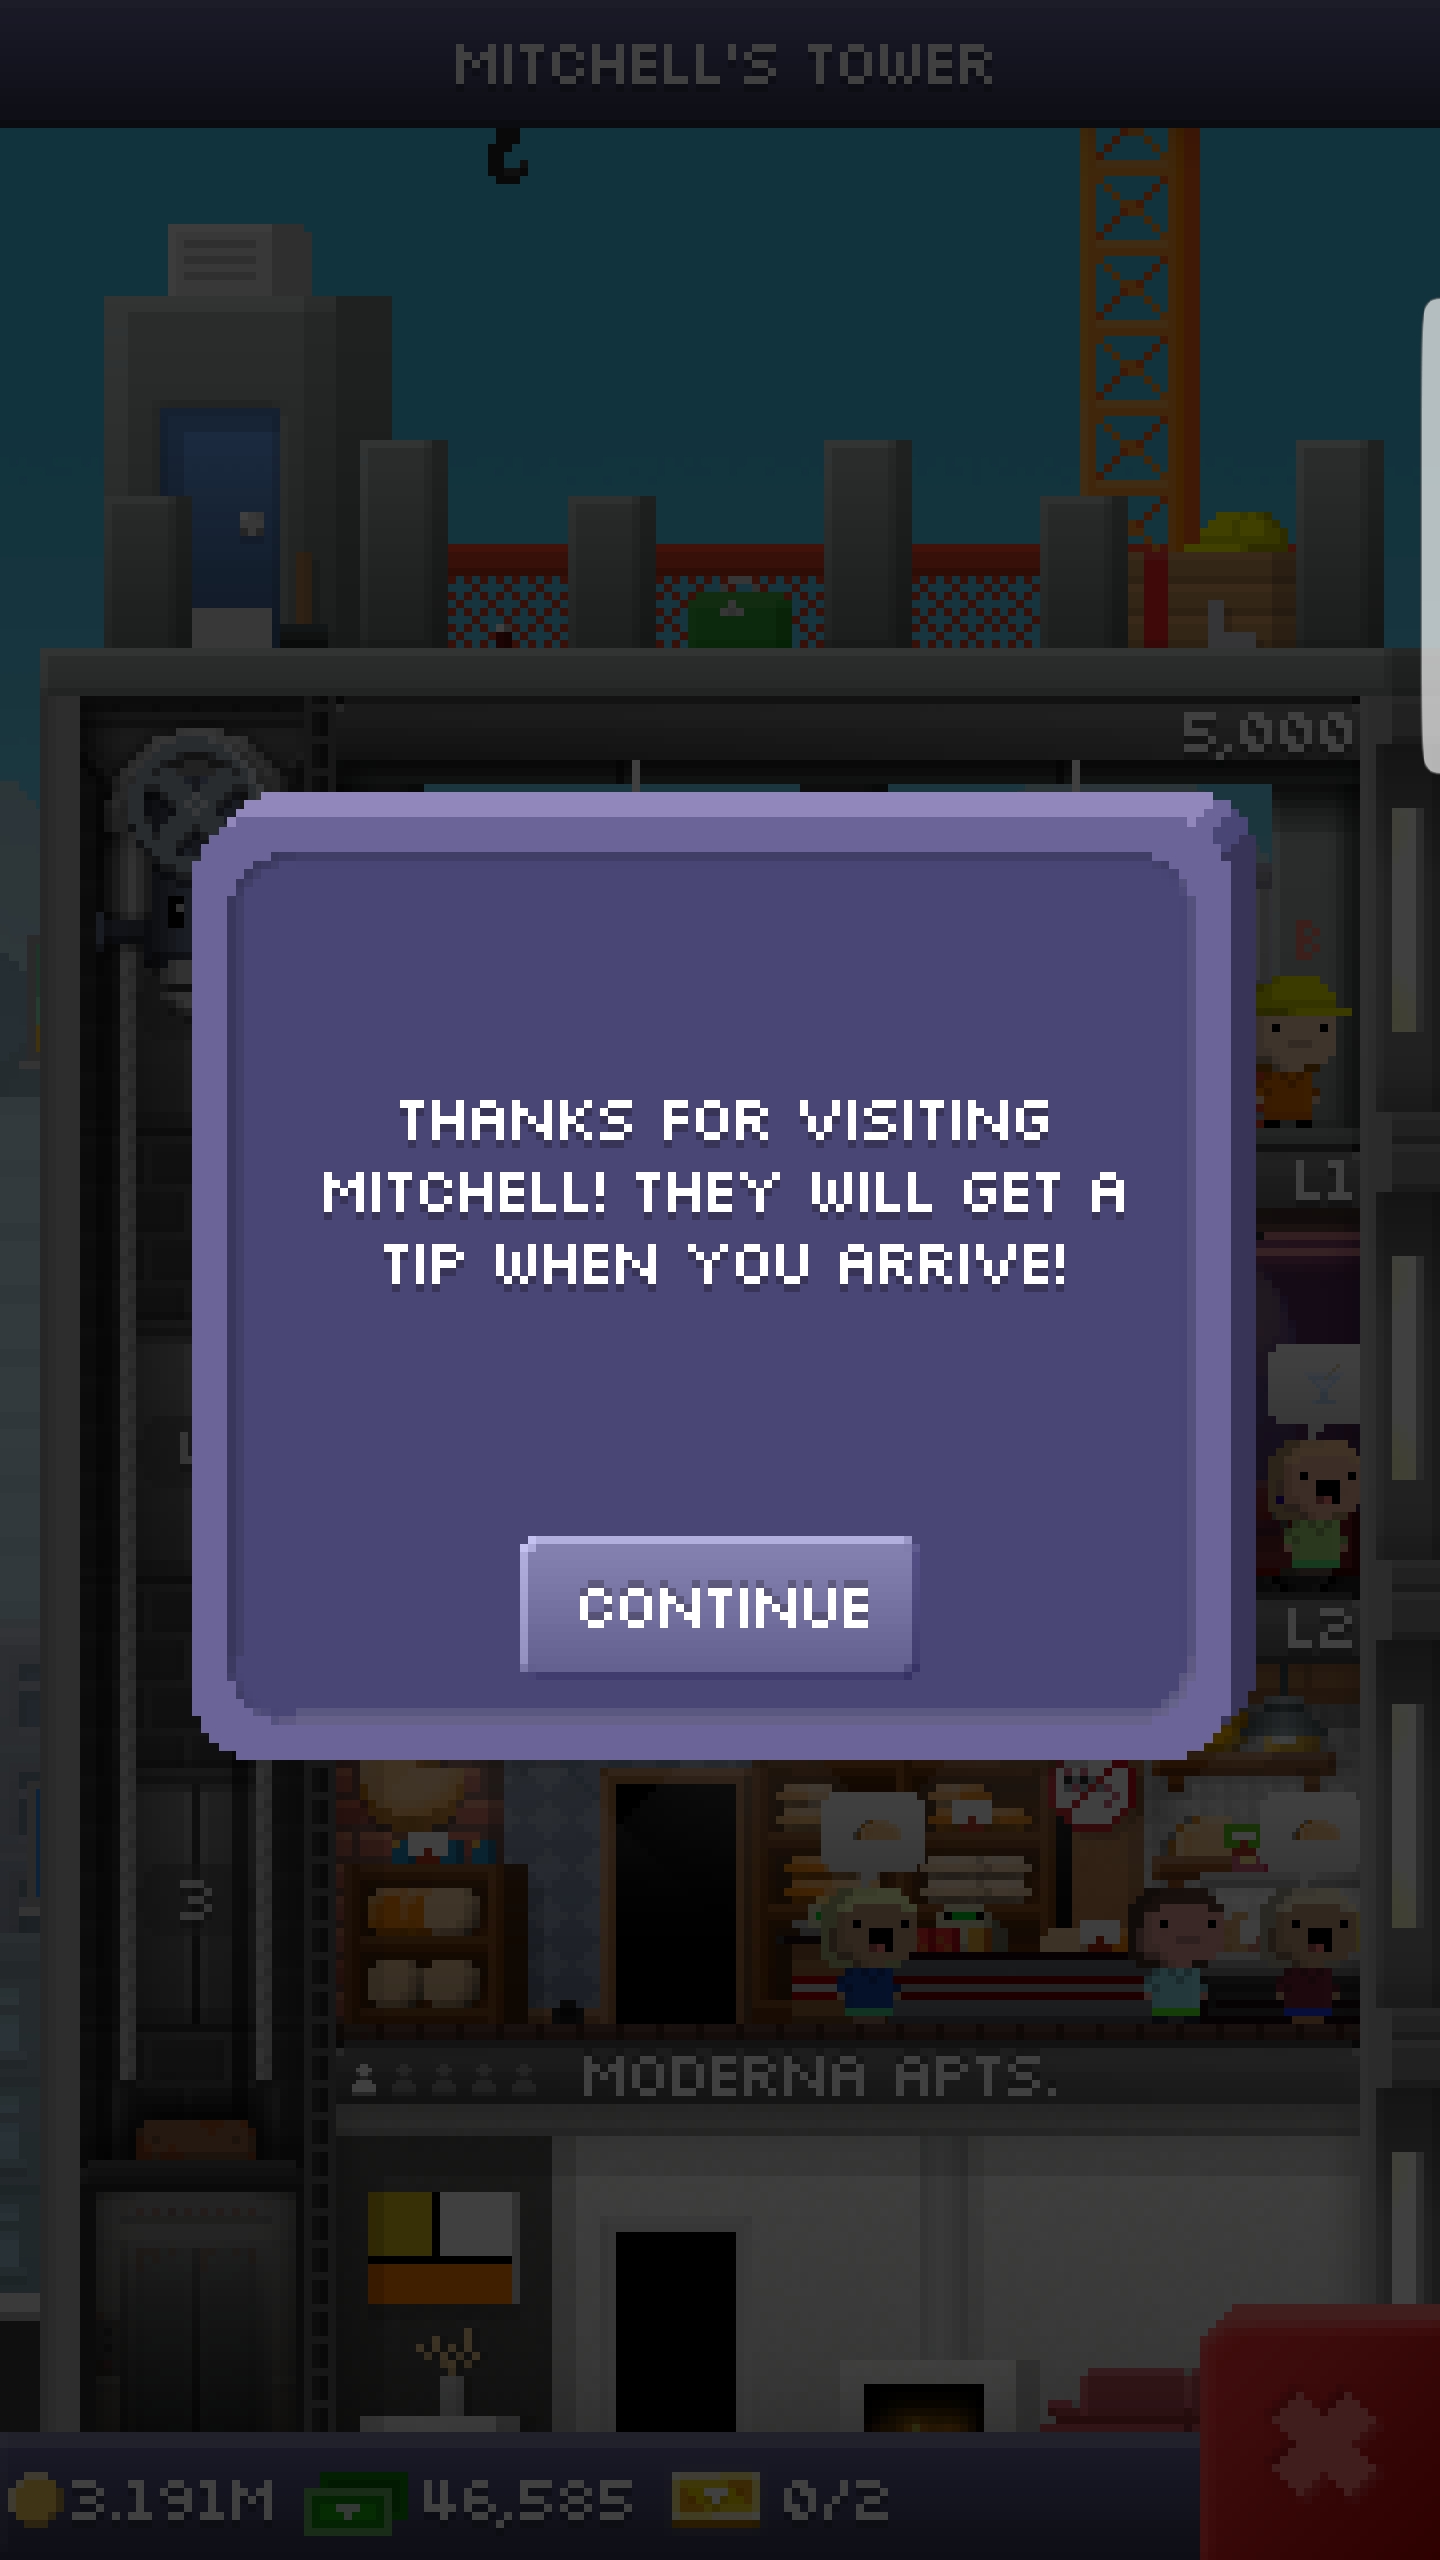 MITCHELL'S TOWER
5,000
B
L1
THANKS FOR VISITING
MITCHELL! THEY WILL GET A
TIP WHEN YOU ARRIVE!
CONTINUE
L2
3
MODERNA APTS.
3.191M 46,585 0/2